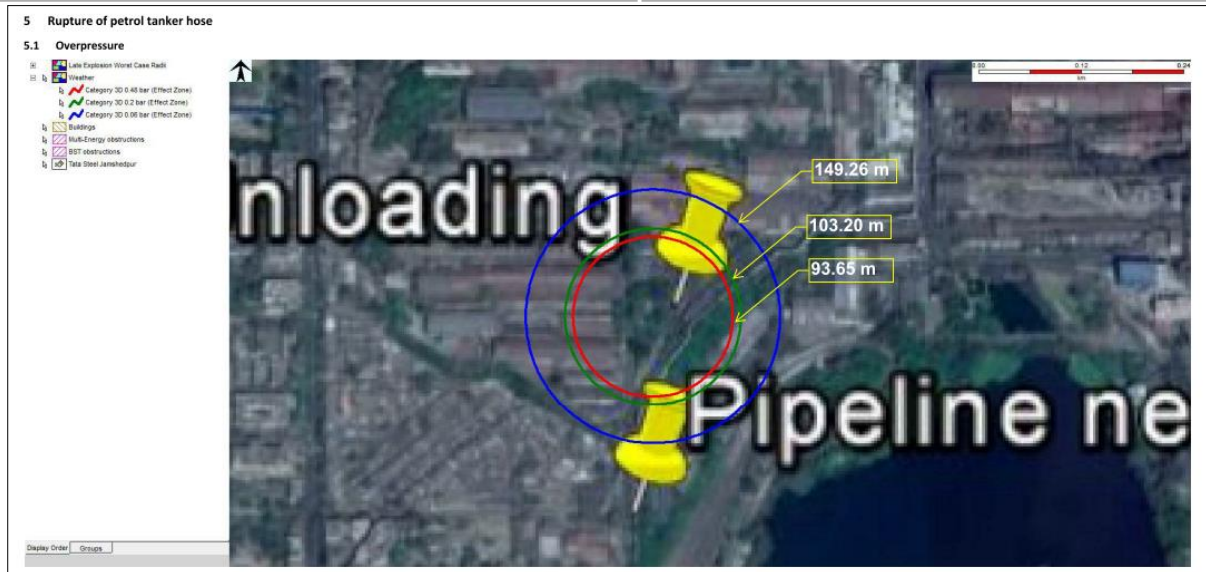 5 Rupture of petrol tanker hose
5.1 Overpressure
Late Explosion Worst Case Radii
Weather
Category 3D 0.48 bar (Effect Zone)
Category 3D 0.2 bar (Effect Zone)
Category 3D 0.06 bar (Effect Zone)
Buildings
Multi-Energy obstructions
BST obstructions
Tata Steel Jamshedpur
0.00 0.12 0.24
km
nloading
149.26 m
103.20 m
93.65 m
Pipeline ne
Display Order Groups